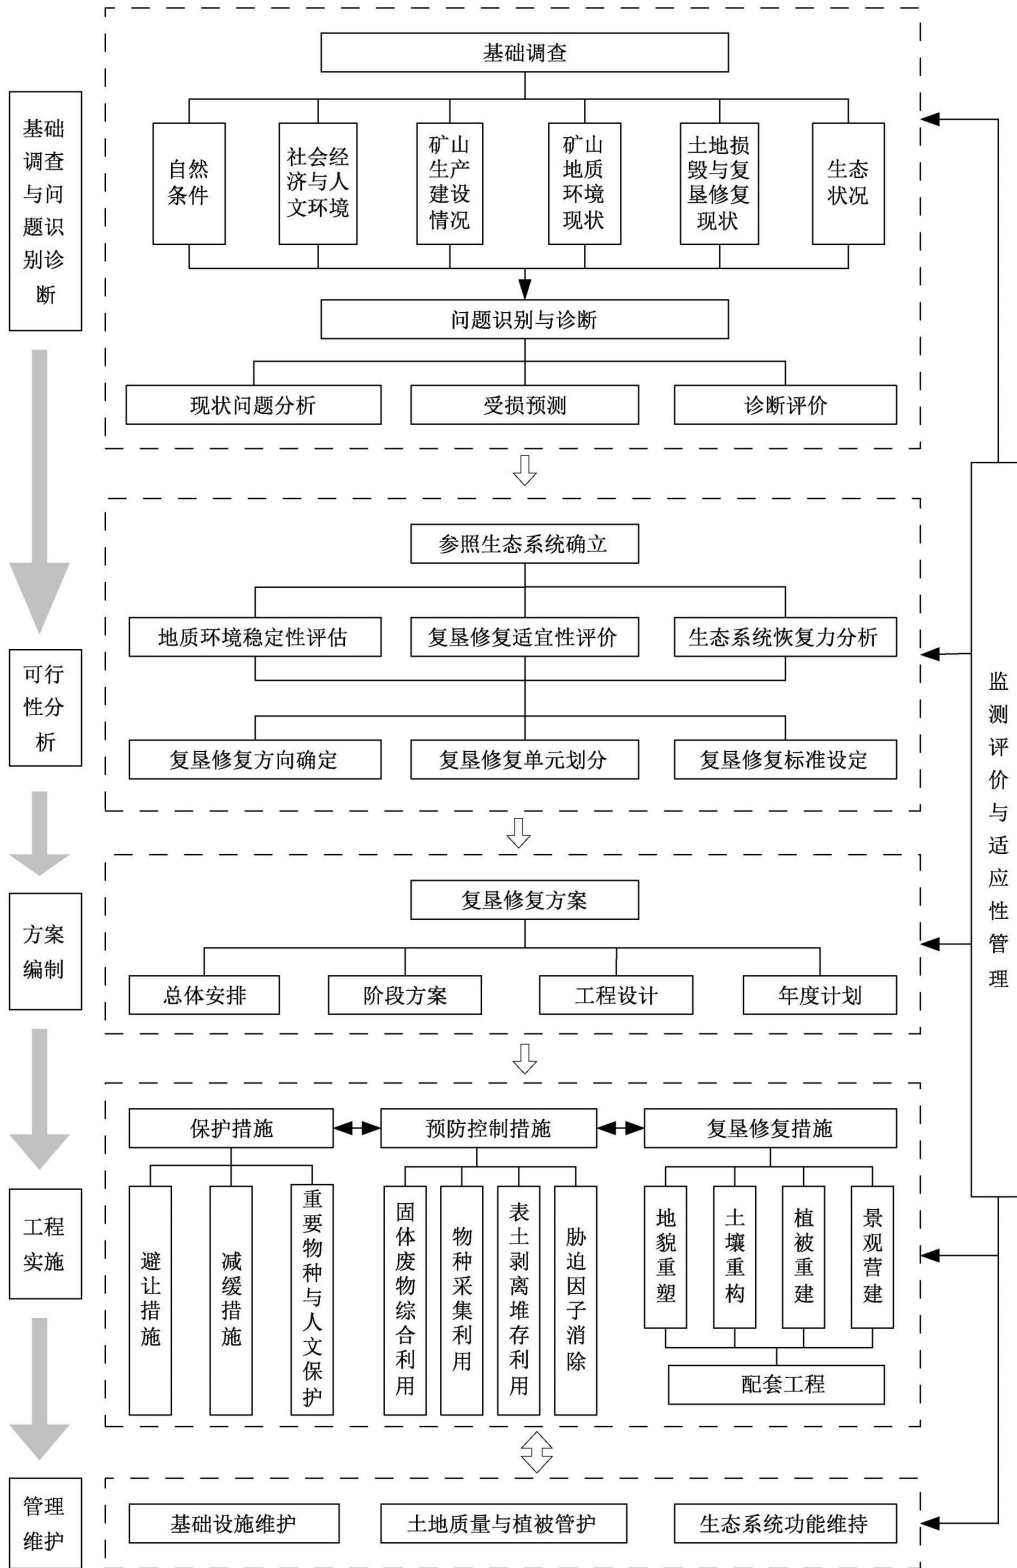 基础调查
基础
调查
与问
题识
别诊
断
自然
条件
社会经
济与人
文环境
矿山
生产
建设
情况
矿山
地质
环境
现状
土地损
毁与复
垦修复
现状
生态
状况
问题识别与诊断
现状问题分析
受损预测
诊断评价
可行
性分
析
参照生态系统确立
地质环境稳定性评估
复垦修复适宜性评价
生态系统恢复力分析
复垦修复方向确定
复垦修复单元划分
复垦修复标准设定
方案
编制
复垦修复方案
总体安排
阶段方案
工程设计
年度计划
工程
实施
保护措施
预防控制措施
复垦修复措施
避让措施
减缓措施
重要物种与人文保护
固体废物综合利用
物种采集利用
表土剥离堆存利用
胁迫因子消除
地貌重塑
土壤重构
植被重建
景观营建
配套工程
管理
维护
基础设施维护
土地质量与植被管护
生态系统功能维持
监测评价与适应性管理